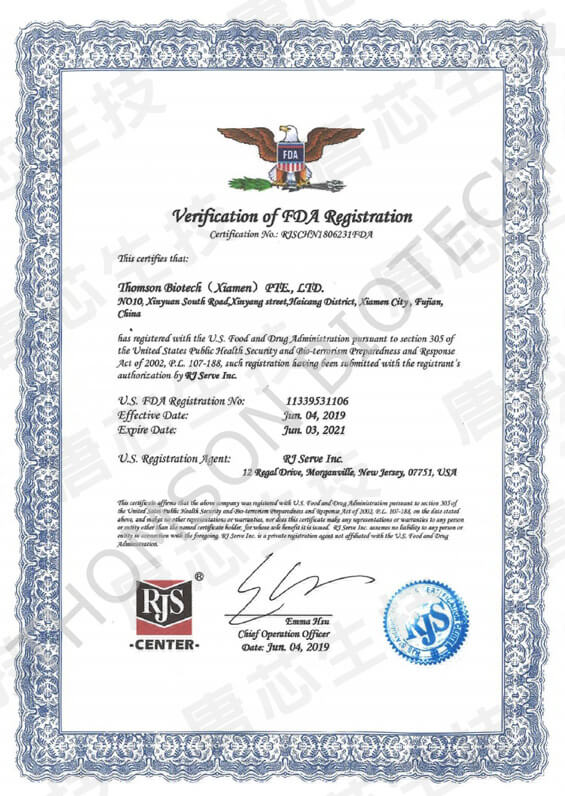 FDA
Verification of FDA Registration
Certification No.: RJSCHN1806231FDA
This certifies that:
Thomson Biotech（Xiamen） PTE., LTD.
NO10, Xinyuan South Road,Xinyang street,Haicang District, Xiamen City, Fujian,
China
has registered with the U.S. Food and Drug Administration pursuant to section 305 of
the United States Public Health Security and Bio-terrorism Preparedness and Response
Act of 2002, P.L. 107-188, such registration having been submitted with the registrant's
authorization by RJ Serve Inc.
U.S. FDA Registration No: 11339531106
Effective Date: Jun. 04, 2019
Expire Date: Jun. 03, 2021
U.S. Registration Agent: RJ Serve Inc.
12 Regal Drive, Morganville, New Jersey, 07751, USA
This certificate affirms that the above company was registered with U.S. Food and Drug Administration pursuant to section 305 of
the United States Public Health Security and Bio-terrorism Preparedness and Response Act of 2002, P.L. 107-188, on the date stated
above, and makes no other representations or warranties, nor does this certificate make any representations or warranties to any person
or entity other than the named certificate holder, for whose sole benefit it is issued. RJ Serve Inc. assumes no liability to any person or
entity in connection with the foregoing. RJ Serve Inc. is a private registration agent not affiliated with the U.S. Food and Drug
Administration.
RJS
®
-CENTER-
Emma Hsu
Chief Operation Officer
Date: Jun. 04, 2019
RJS
THOMSON BIOTECH
唐芯生技